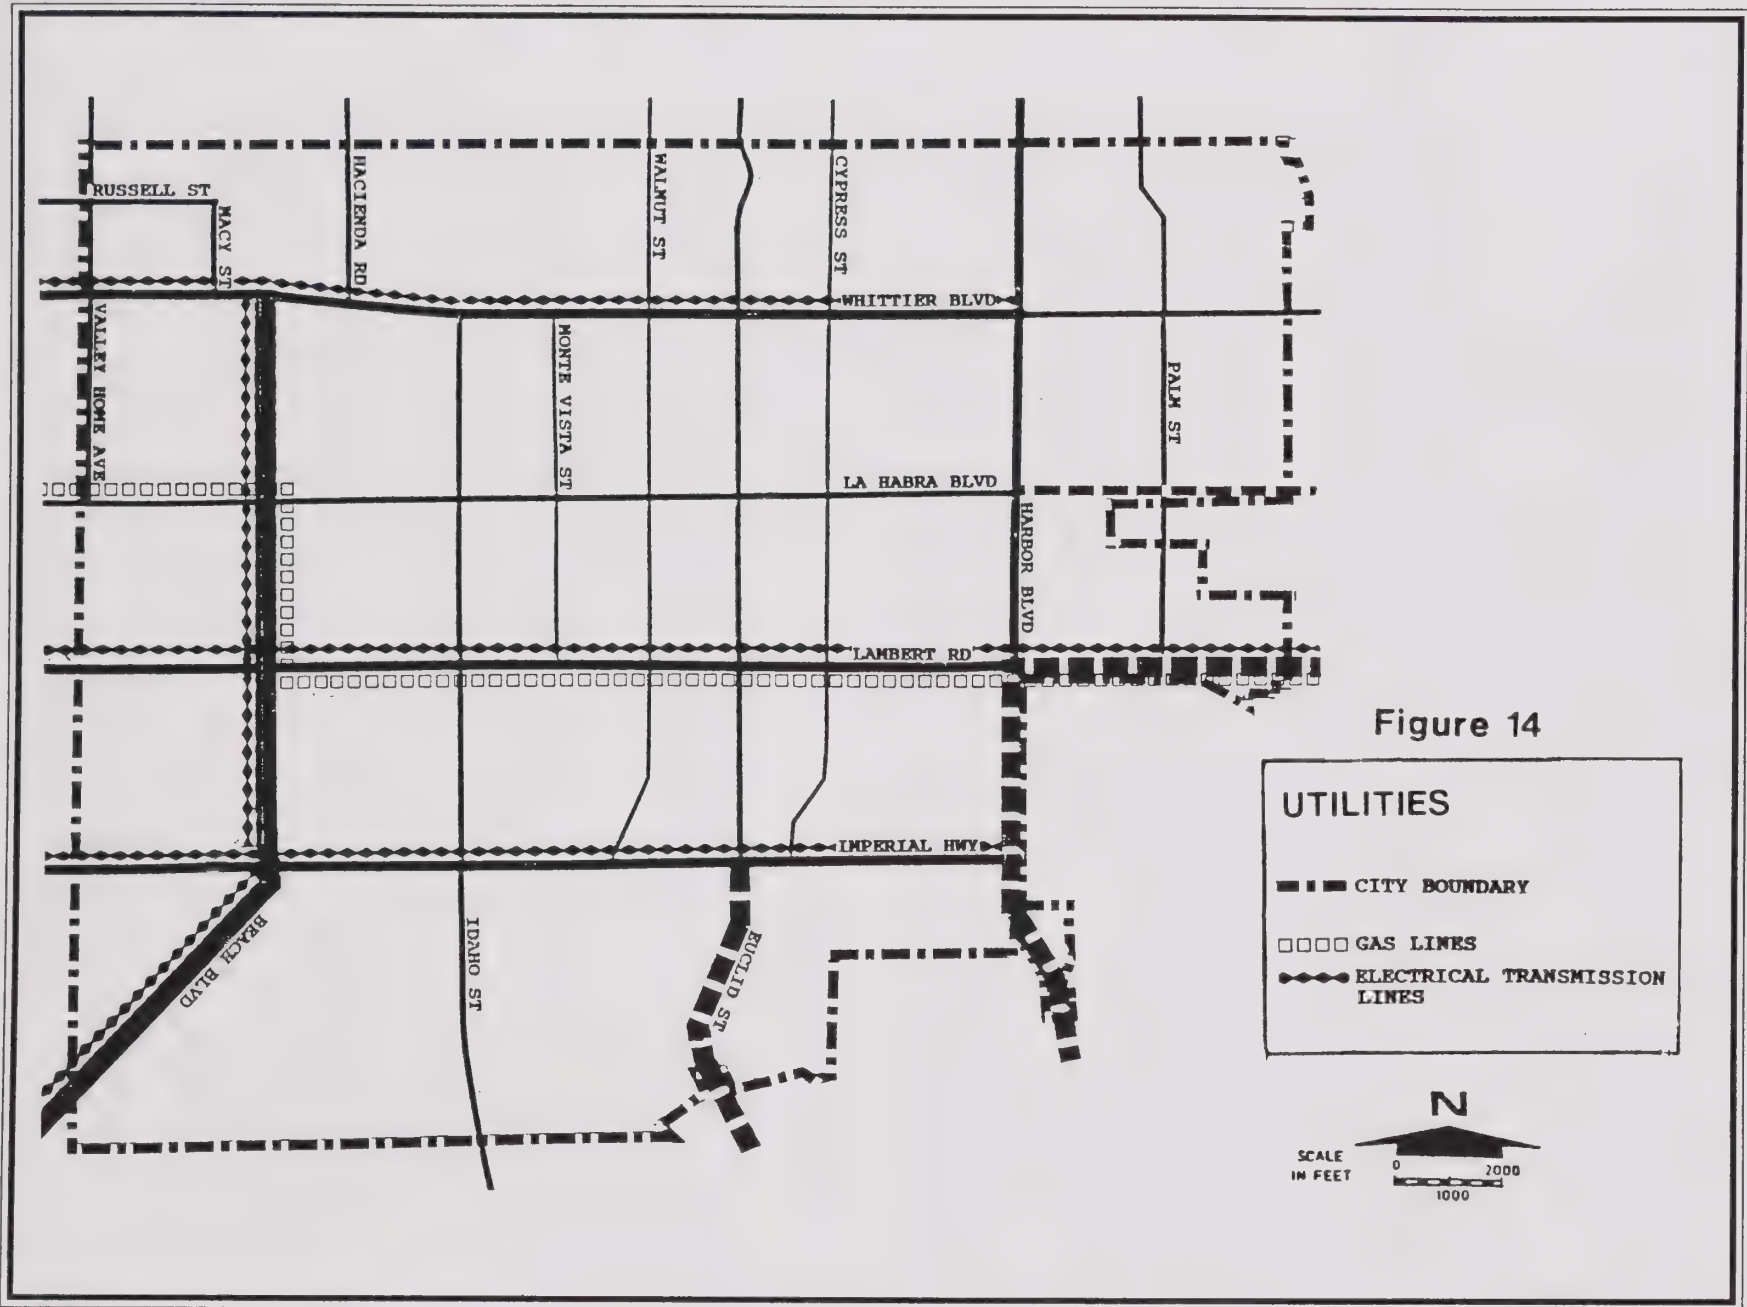 RUSSELL ST
MACY ST
HACIENDA RD
WALNUT ST
CYPRESS ST
WHITTIER BLVD
VALLEY HOME AVE
MONTE VISTA ST
PALM ST
LA HABRA BLVD
HARBOR BLVD
LAMBERT RD
IMPERIAL HWY
BEACH BLVD
IDAHO ST
EUCLID ST
Figure 14
UTILITIES
CITY BOUNDARY
GAS LINES
ELECTRICAL TRANSMISSION
LINES
N
SCALE
IN FEET
0
2000
1000